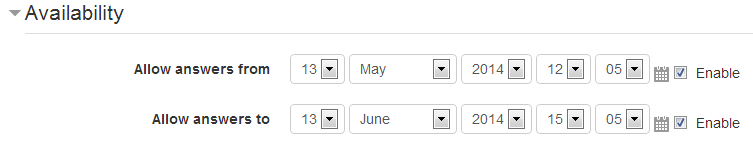 Availability
Allow answers from 13 May 2014 12 05 Enable
Allow answers to 13 June 2014 15 05 Enable